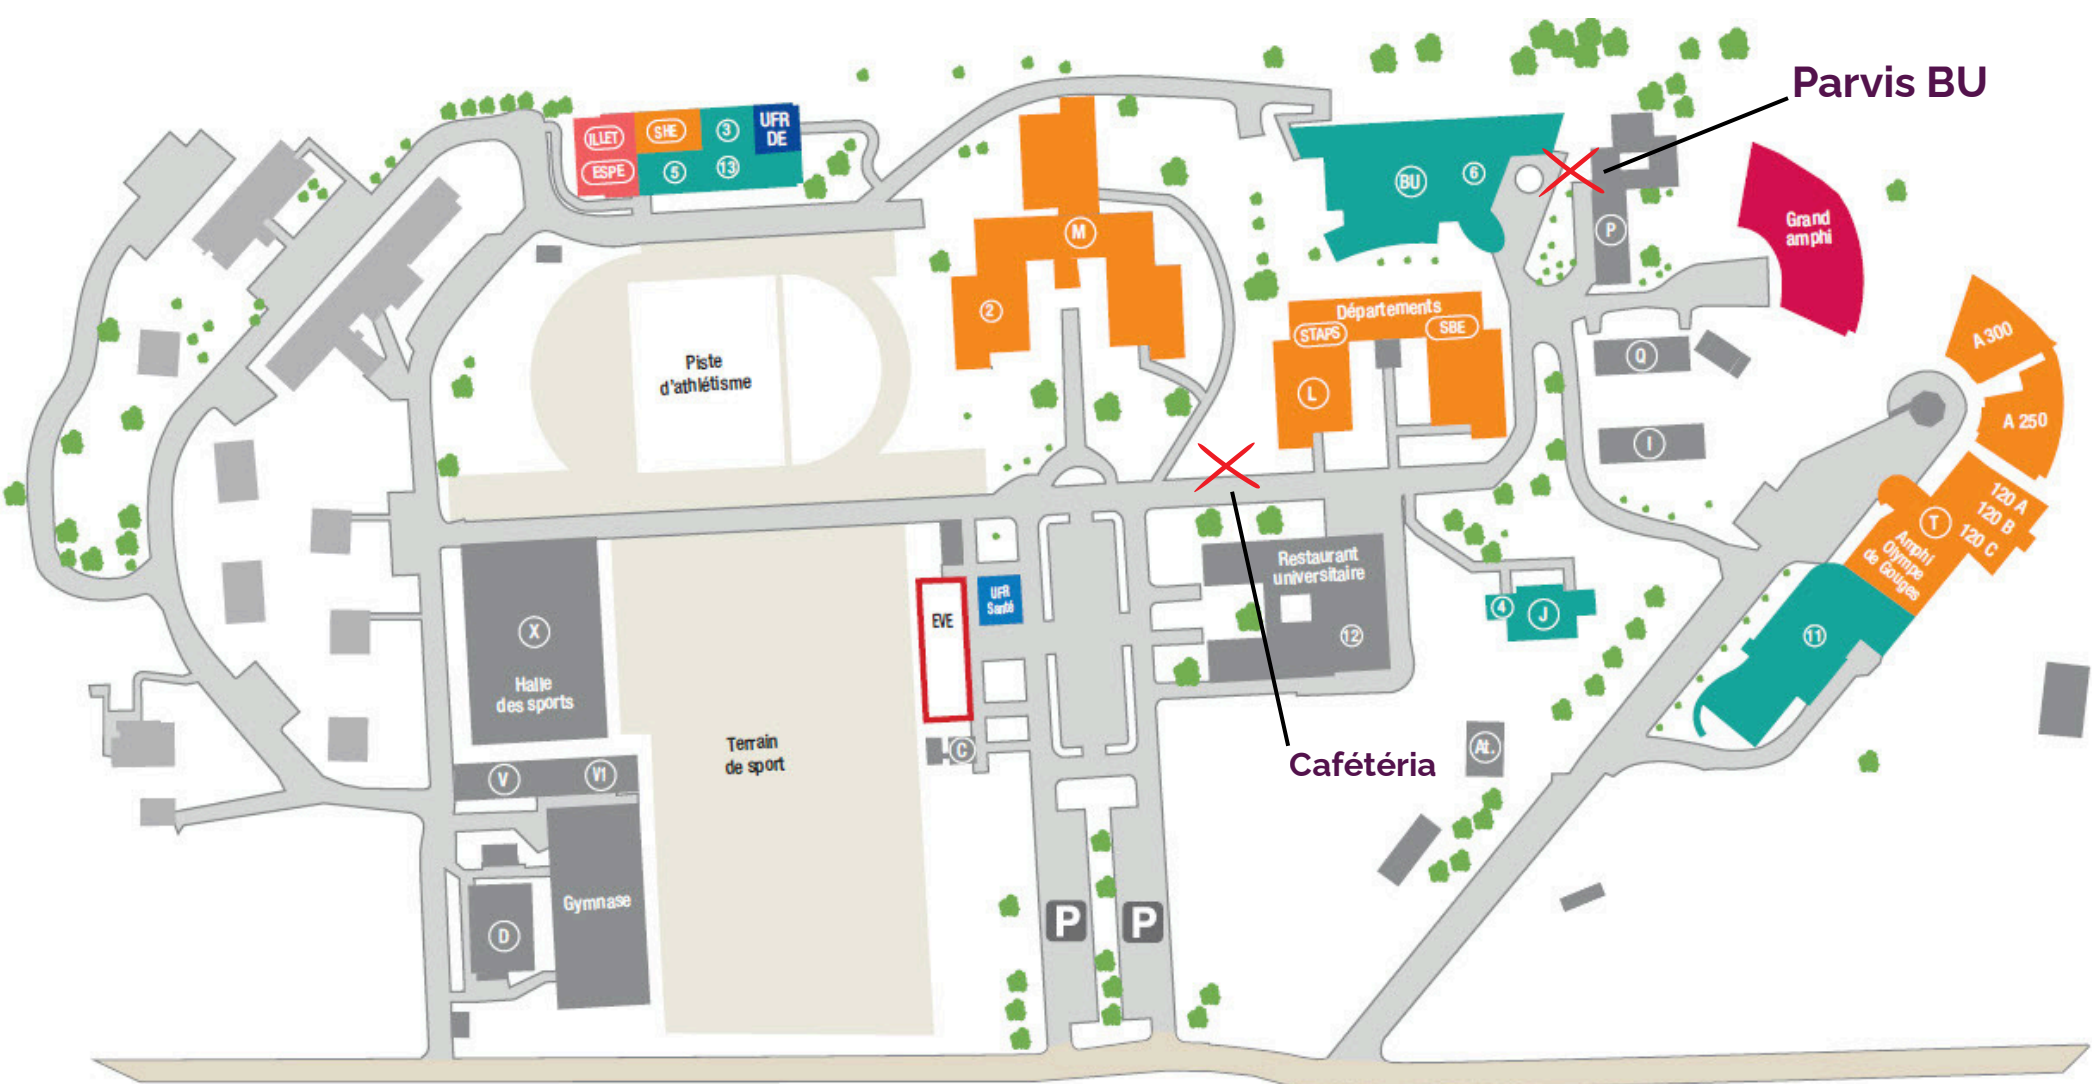 Parvis BU
ILLET
SHE
3
UFR
DE
ESPE
5
13
BU
6
P
Grand
amphi
M
2
Départements
STAPS
SBE
L
Q
I
A 300
A 250
Piste
d'athlétisme
120 A
120 B
120 C
T
Amphi
Olympe
de Gouges
Restaurant
universitaire
12
4
J
11
X
Halle
des sports
EVE
UFR
Santé
C
Terrain
de sport
Cafétéria
At.
V
V1
Gymnase
D
P
P